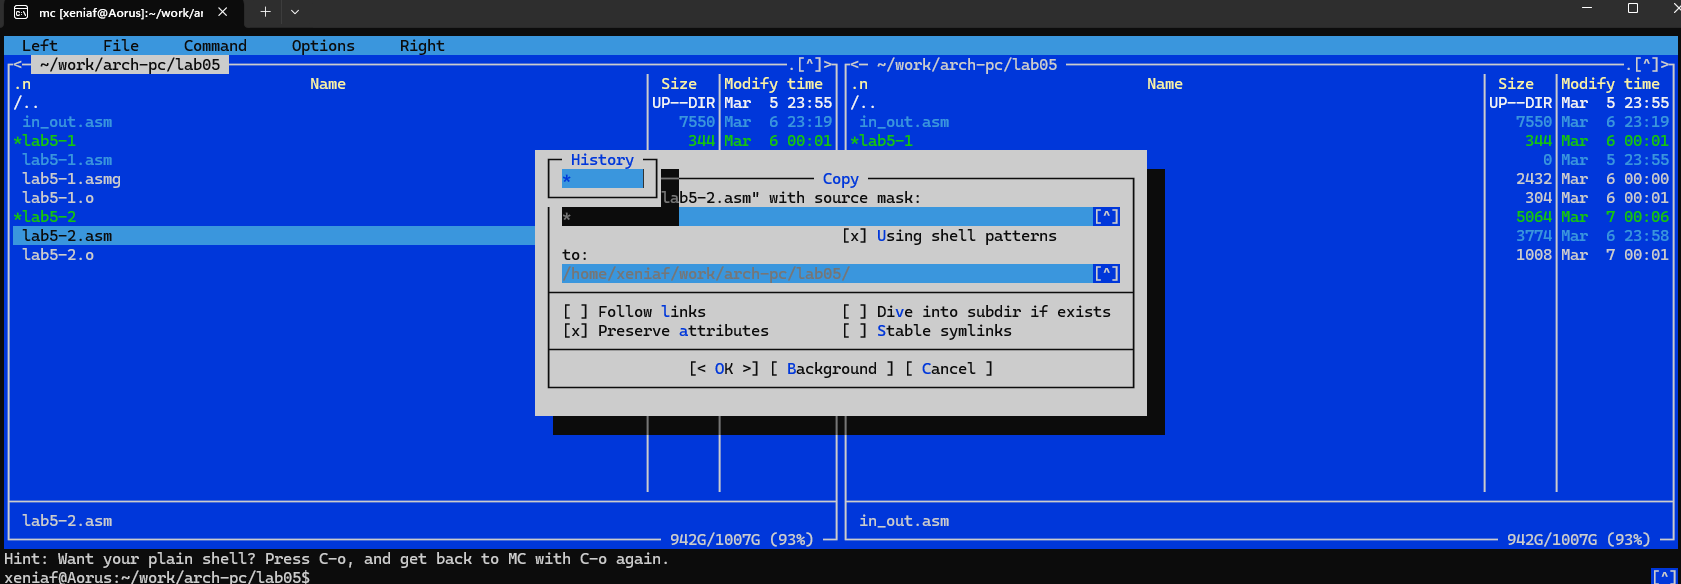 mc [xeniaf@Aorus]:~/work/ar
Left File Command Options Right
<─ ~/work/arch-pc/lab05 .[^]> <─ ~/work/arch-pc/lab05 .[^]>
.n Name Size Modify time .n Name Size Modify time
/.. UP--DIR Mar 5 23:55 /.. UP--DIR Mar 5 23:55
in_out.asm 7550 Mar 6 23:19 in_out.asm 7550 Mar 6 23:19
*lab5-1 344 Mar 6 00:01 *lab5-1 344 Mar 6 00:01
lab5-1.asm History 0 Mar 5 23:55
lab5-1.asmg * Copy 2432 Mar 6 00:00
lab5-1.o lab5-2.asm" with source mask: 304 Mar 6 00:01
*lab5-2 * [^] 5064 Mar 7 00:06
lab5-2.asm [x] Using shell patterns 3774 Mar 6 23:58
lab5-2.o to: 1008 Mar 7 00:01
/home/xeniaf/work/arch-pc/lab05/ [^]
[ ] Follow links [ ] Dive into subdir if exists
[x] Preserve attributes [ ] Stable symlinks
[< OK >] [ Background ] [ Cancel ]
lab5-2.asm in_out.asm
942G/1007G (93%) 942G/1007G (93%)
Hint: Want your plain shell? Press C-o, and get back to MC with C-o again.
xeniaf@Aorus:~/work/arch-pc/lab05$ [^]